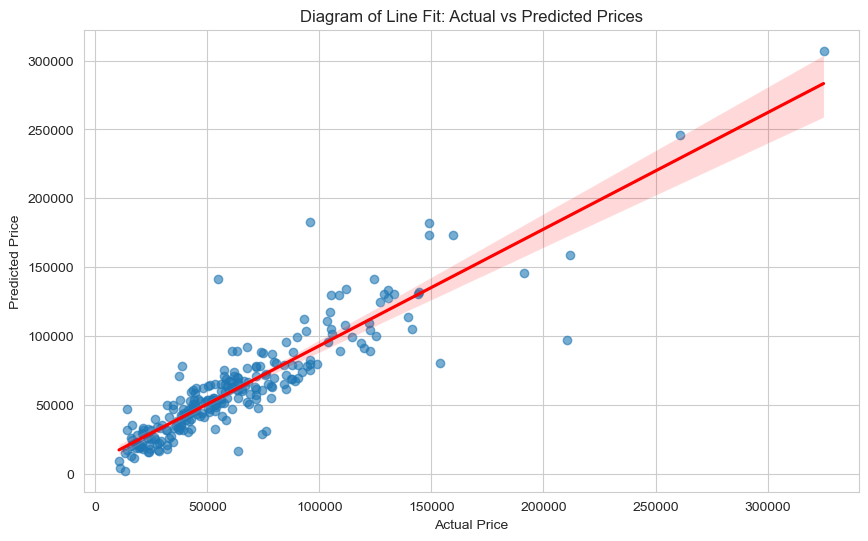 Diagram of Line Fit: Actual vs Predicted Prices
300000
250000
200000
150000
100000
50000
0
Predicted Price
0 50000 100000 150000 200000 250000 300000
Actual Price